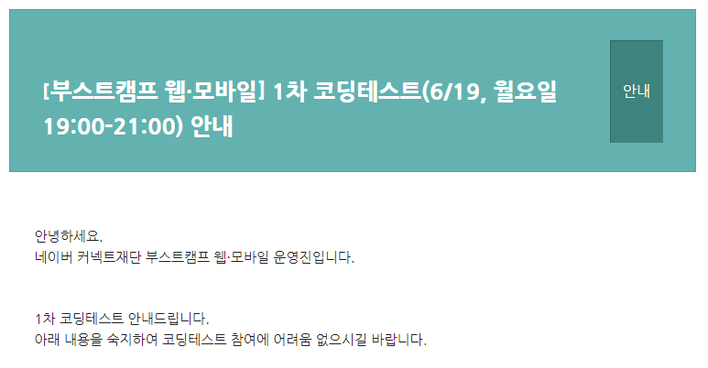 [부스트캠프 웹·모바일] 1차 코딩테스트(6/19, 월요일
19:00-21:00) 안내
안내
안녕하세요.
네이버 커넥트재단 부스트캠프 웹·모바일 운영진입니다.
1차 코딩테스트 안내드립니다.
아래 내용을 숙지하여 코딩테스트 참여에 어려움 없으시길 바랍니다.